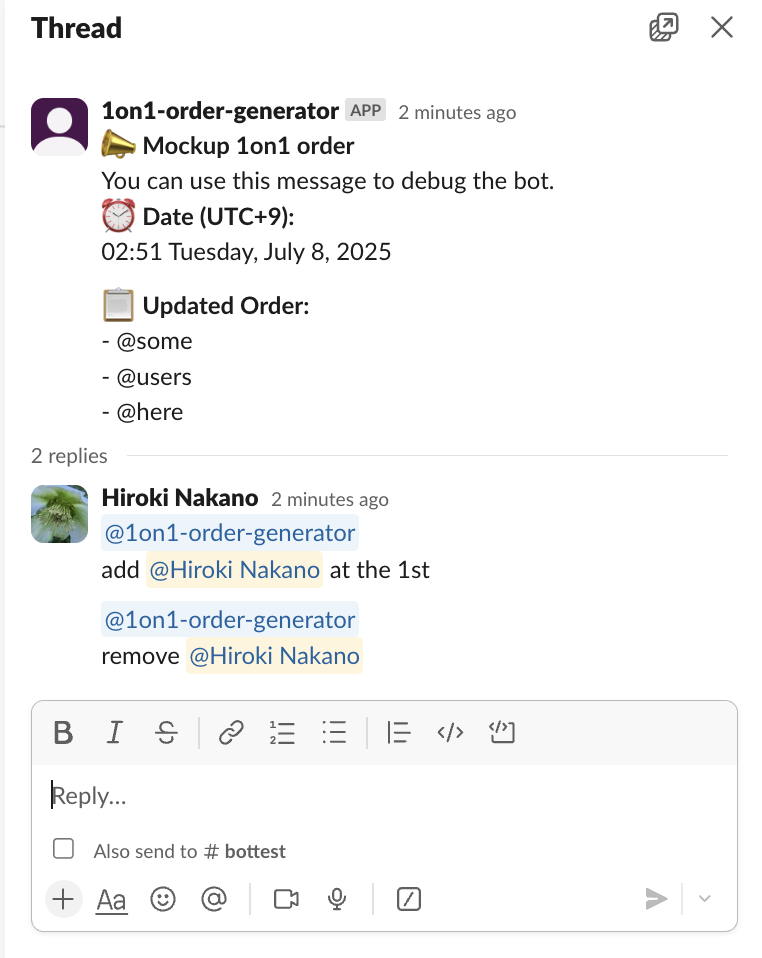 Thread
1on1-order-generator APP 2 minutes ago
Mockup 1on1 order
You can use this message to debug the bot.
Date (UTC+9):
02:51 Tuesday, July 8, 2025
Updated Order:
- @some
- @users
- @here
2 replies
Hiroki Nakano 2 minutes ago
@1on1-order-generator
add @Hiroki Nakano at the 1st
@1on1-order-generator
remove @Hiroki Nakano
Reply...
Also send to # bottest
Aa